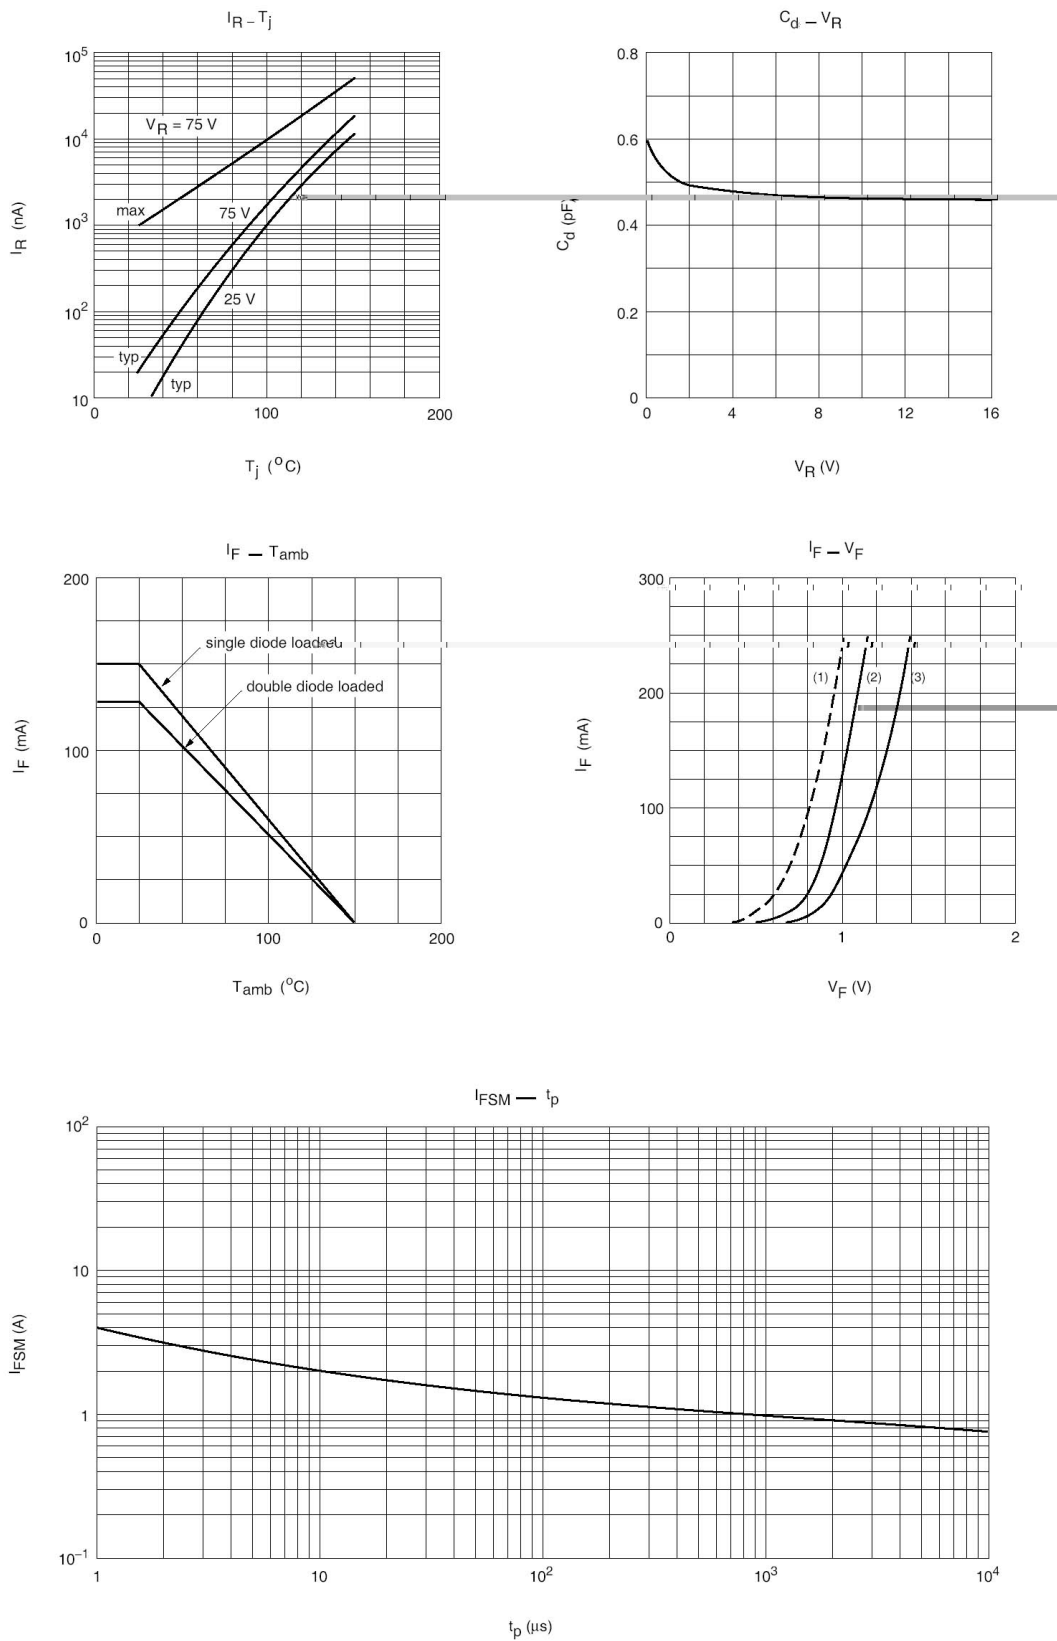 IR – Tj
10^5
10^4
10^3
10^2
10
IR (nA)
VR = 75 V
max
75 V
25 V
typ
typ
0
100
200
Tj (°C)
Cd – VR
0.8
0.6
0.4
0.2
0
Cd (pF)
0
4
8
12
16
VR (V)
IF — Tamb
200
100
0
IF (mA)
single diode loaded
double diode loaded
0
100
200
Tamb (°C)
IF — VF
300
200
100
0
IF (mA)
(1)
(2)
(3)
0
1
2
VF (V)
IFSM — tp
10^2
10
1
10^–1
IFSM (A)
1
10
10^2
10^3
10^4
tp (μs)